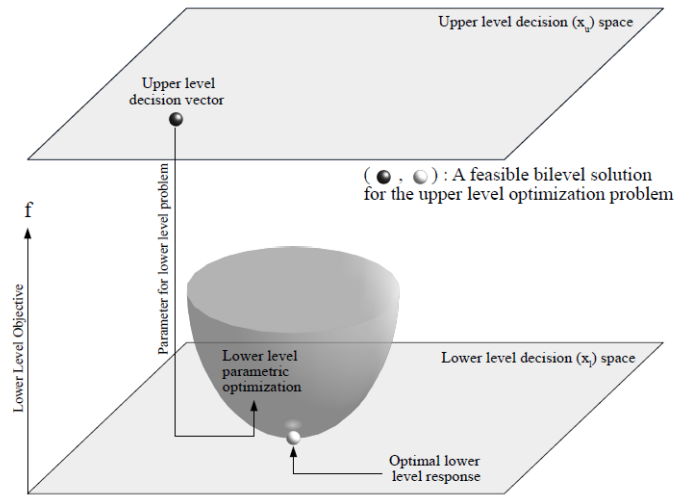 Upper level decision (x_u) space
Upper level
decision vector
( , ) : A feasible bilevel solution
for the upper level optimization problem
f
Lower Level Objective
Parameter for lower level problem
Lower level
parametric
optimization
Lower level decision (x_l) space
Optimal lower
level response